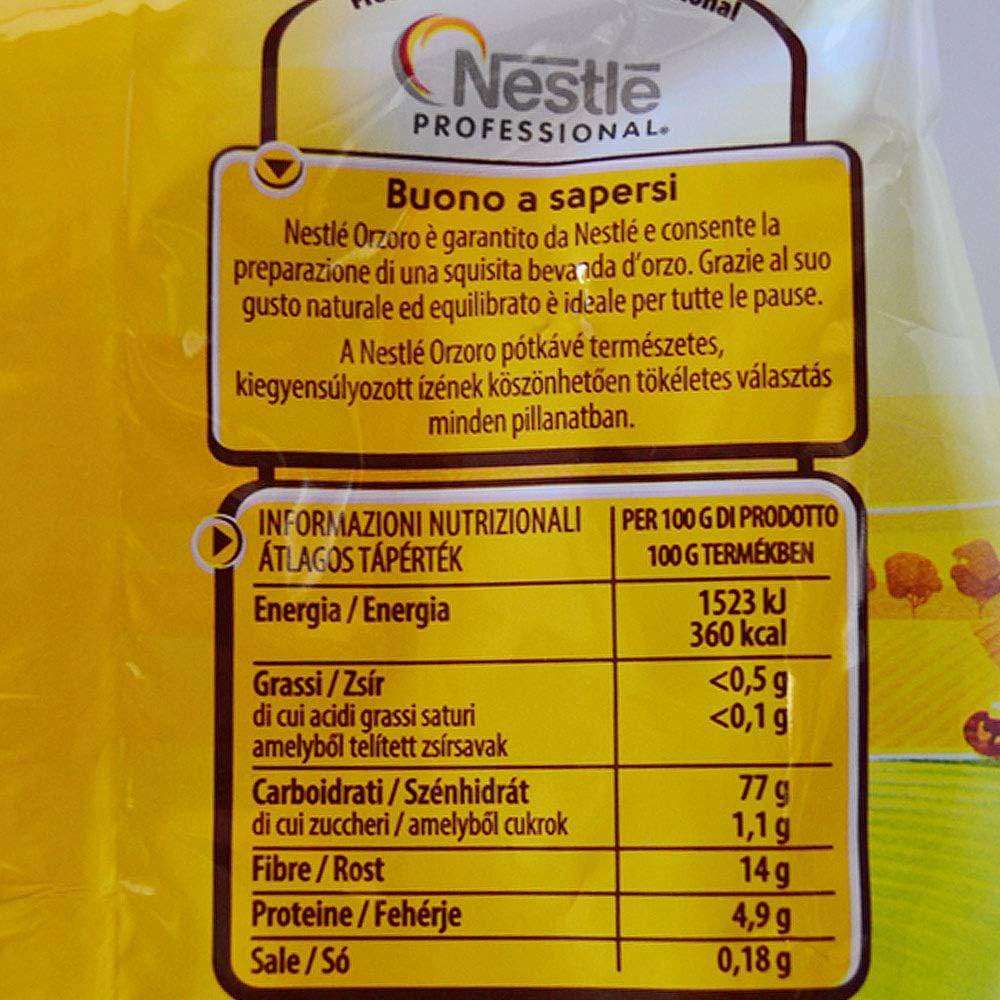 Nestlé
PROFESSIONAL®
Buono a sapersi
Nestlé Orzoro è garantito da Nestlé e consente la
preparazione di una squisita bevanda d'orzo. Grazie al suo
gusto naturale ed equilibrato è ideale per tutte le pause.
A Nestlé Orzoro pótkávé természetes,
kiegyensúlyozott ízének köszönhetően tökéletes választás
minden pillanatban.
INFORMAZIONI NUTRIZIONALI PER 100 G DI PRODOTTO
ÁTLAGOS TÁPÉRTÉK 100 G TERMÉKBEN
Energia / Energia 1523 kJ
360 kcal
Grassi / Zsír <0,5 g
di cui acidi grassi saturi <0,1 g
amelyből telített zsírsavak
Carboidrati / Szénhidrát 77 g
di cui zuccheri / amelyből cukrok 1,1 g
Fibre / Rost 14 g
Proteine / Fehérje 4,9 g
Sale / Só 0,18 g